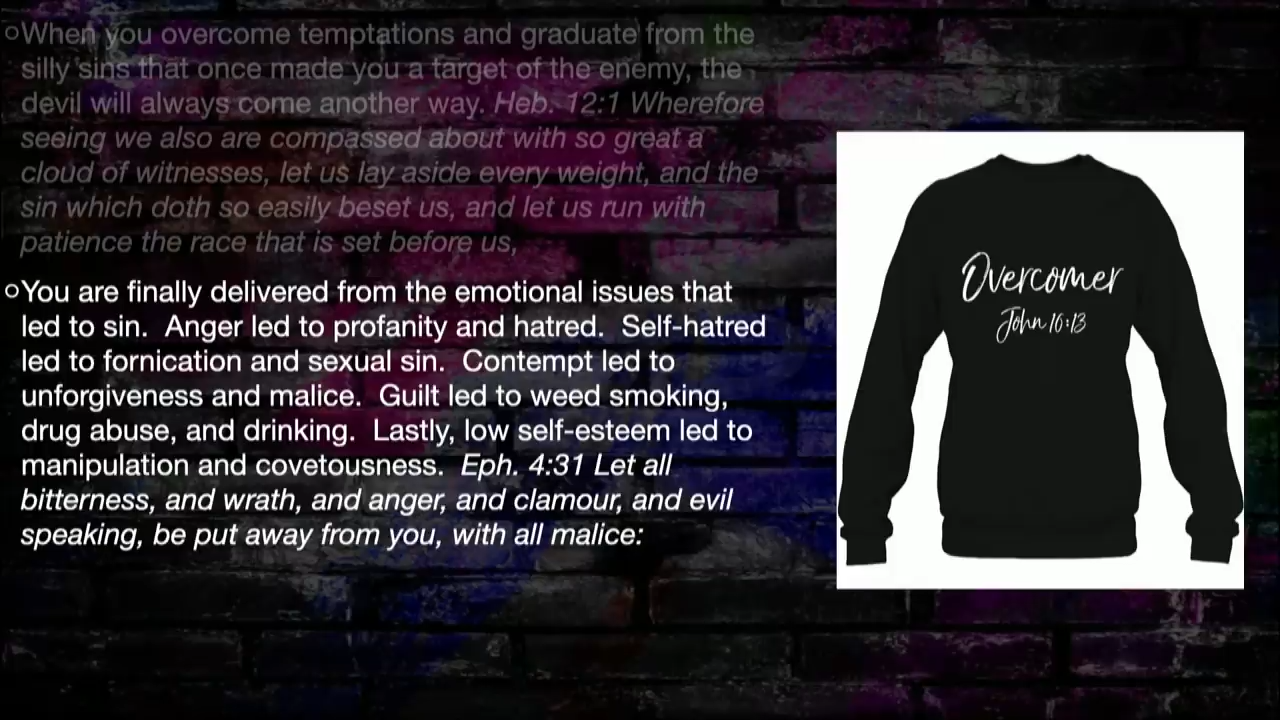 ○When you overcome temptations and graduate from the
silly sins that once made you a target of the enemy, the
devil will always come another way. Heb. 12:1 Wherefore
seeing we also are compassed about with so great a
cloud of witnesses, let us lay aside every weight, and the
sin which doth so easily beset us, and let us run with
patience the race that is set before us,
○You are finally delivered from the emotional issues that
led to sin.  Anger led to profanity and hatred.  Self-hatred
led to fornication and sexual sin.  Contempt led to
unforgiveness and malice.  Guilt led to weed smoking,
drug abuse, and drinking.  Lastly, low self-esteem led to
manipulation and covetousness.  Eph. 4:31 Let all
bitterness, and wrath, and anger, and clamour, and evil
speaking, be put away from you, with all malice:
Overcomer
John 16:13